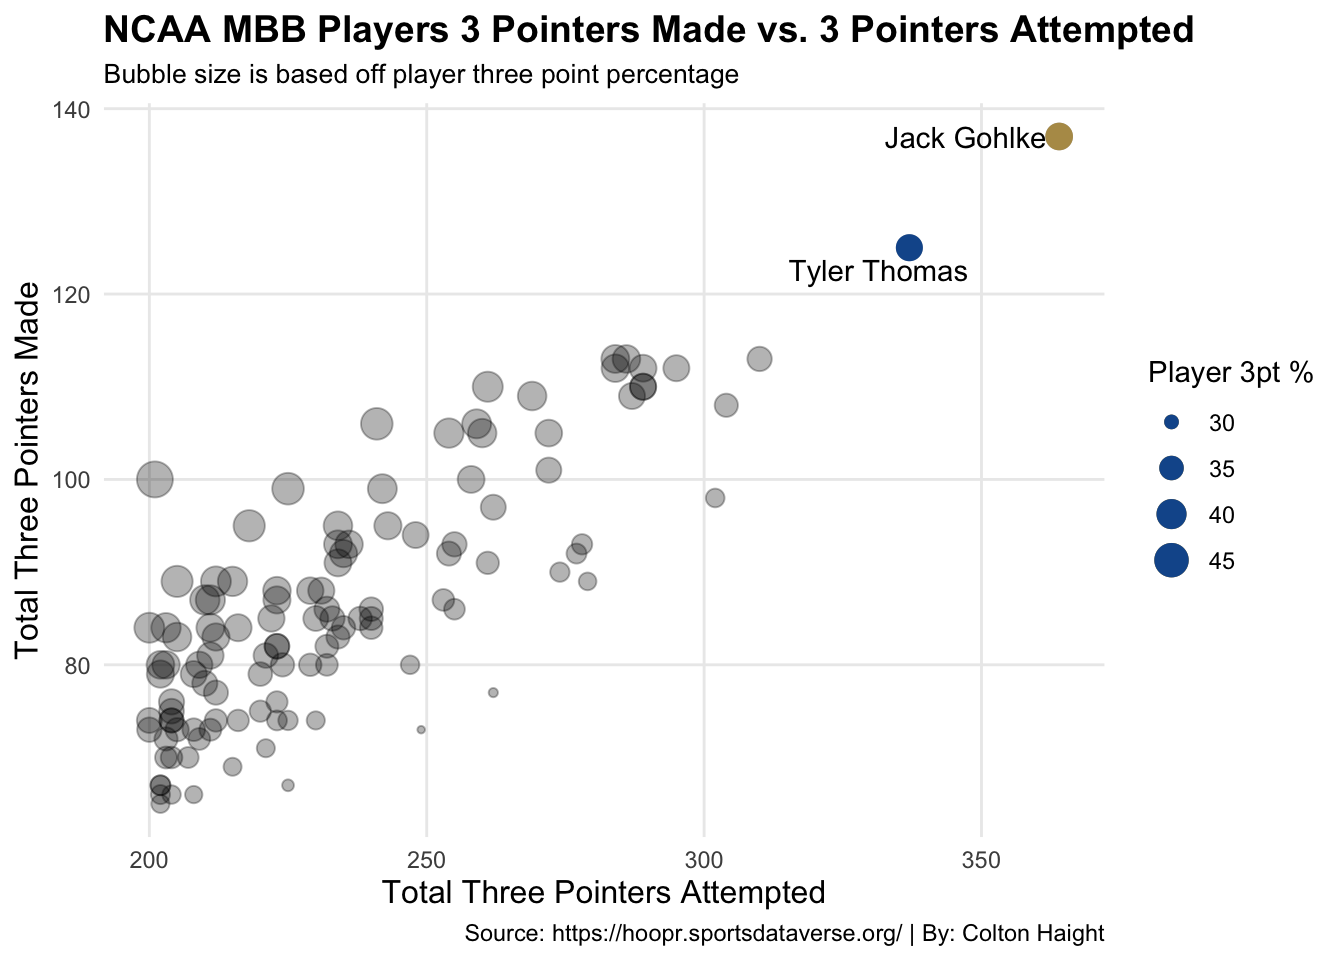 NCAA MBB Players 3 Pointers Made vs. 3 Pointers Attempted
Bubble size is based off player three point percentage
Total Three Pointers Made
140
120
100
80
Jack Gohlke
Tyler Thomas
200
250
300
350
Total Three Pointers Attempted
Player 3pt %
30
35
40
45
Source: https://hoopr.sportsdataverse.org/ | By: Colton Haight